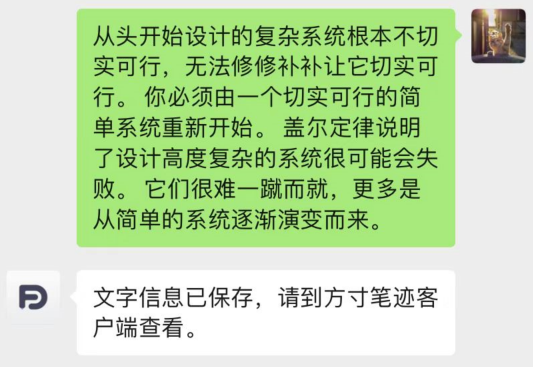 从头开始设计的复杂系统根本不切
实可行，无法修修补补让它切实可
行。 你必须由一个切实可行的简
单系统重新开始。 盖尔定律说明
了设计高度复杂的系统很可能会失
败。 它们很难一蹴而就，更多是
从简单的系统逐渐演变而来。
文字信息已保存，请到方寸笔迹客
户端查看。